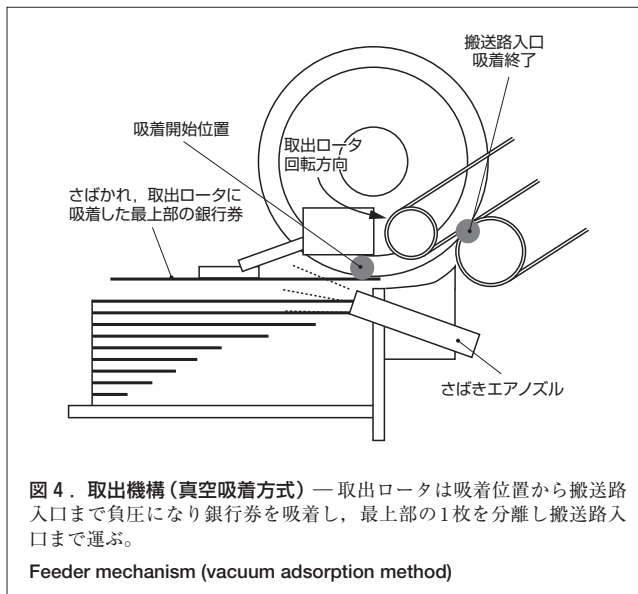 搬送路入口
吸着終了
吸着開始位置
取出ロータ
回転方向
さばかれ，取出ロータに
吸着した最上部の銀行券
さばきエアノズル
図4．取出機構（真空吸着方式）— 取出ロータは吸着位置から搬送路
入口まで負圧になり銀行券を吸着し，最上部の1枚を分離し搬送路入
口まで運ぶ。
Feeder mechanism (vacuum adsorption method)